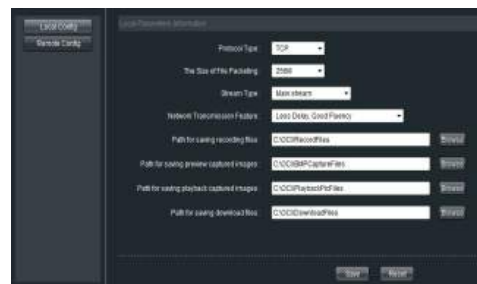 Local Config
Remote Config
Local Parameters Information
Protocol Type
TCP
The Size of File Packeting
256M
Stream Type
Main stream
Network Transmission Feature
Less Delay, Good Fluency
Path for saving recording files
C:\OCX\RecordFiles
Browse
Path for saving preview captured images
C:\OCX\BMPCaptureFiles
Browse
Path for saving playback captured images
C:\OCX\PlaybackPicFiles
Browse
Path for saving download files
C:\OCX\DownloadFiles
Browse
Save
Reset